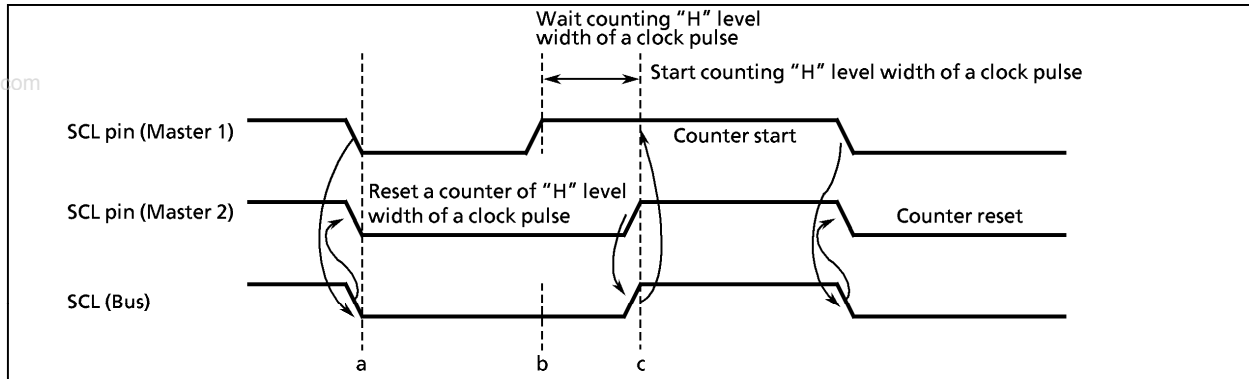 Wait counting “H” level
width of a clock pulse
Start counting “H” level width of a clock pulse
com
SCL pin (Master 1)
Counter start
Reset a counter of “H” level
width of a clock pulse
SCL pin (Master 2)
Counter reset
SCL (Bus)
a
b
c